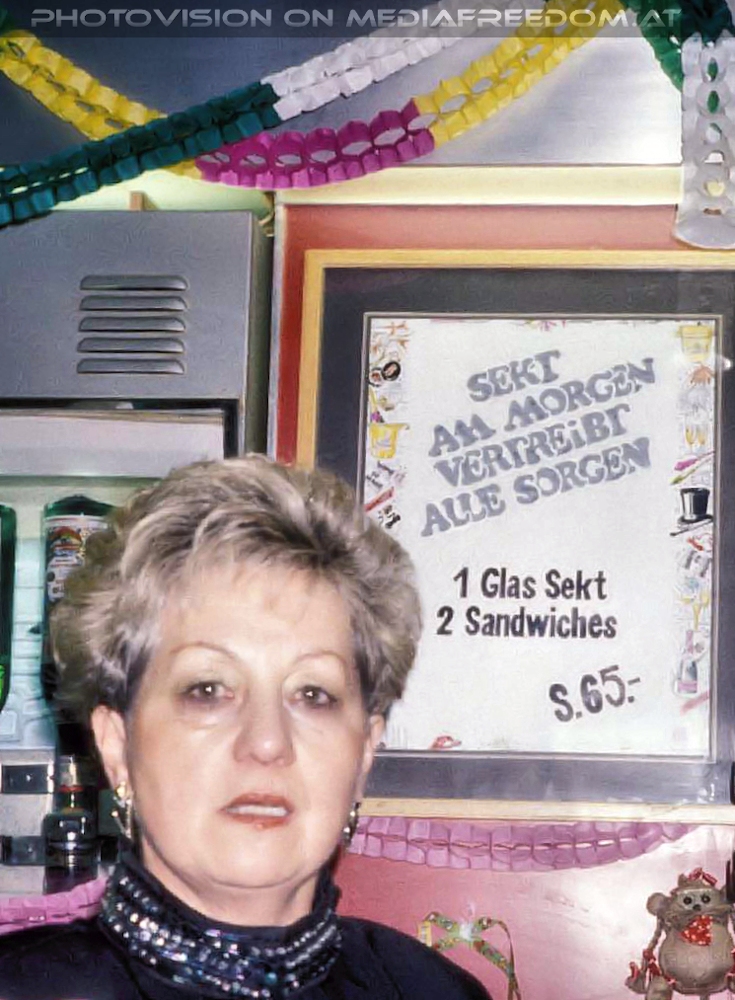 PHOTOVISION ON MEDIAFREEDOM.AT
SEKT
AM MORGEN
VERTREiBT
ALLE SORGEN
1 Glas Sekt
2 Sandwiches
S.65.-